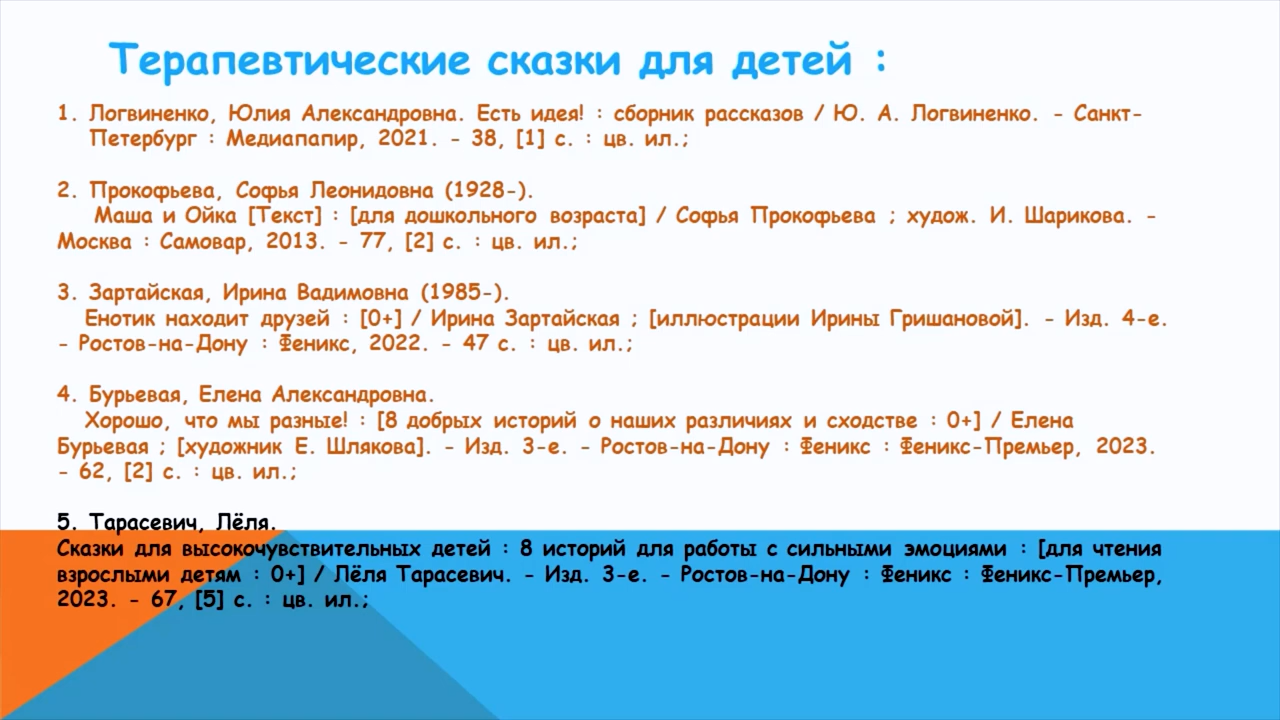 Терапевтические сказки для детей :
1. Логвиненко, Юлия Александровна. Есть идея! : сборник рассказов / Ю. А. Логвиненко. - Санкт-
Петербург : Медиапапир, 2021. - 38, [1] с. : цв. ил.;
2. Прокофьева, Софья Леонидовна (1928-).
Маша и Ойка [Текст] : [для дошкольного возраста] / Софья Прокофьева ; худож. И. Шарикова. -
Москва : Самовар, 2013. - 77, [2] с. : цв. ил.;
3. Зартайская, Ирина Вадимовна (1985-).
Енотик находит друзей : [0+] / Ирина Зартайская ; [иллюстрации Ирины Гришановой]. - Изд. 4-е.
- Ростов-на-Дону : Феникс, 2022. - 47 с. : цв. ил.;
4. Бурьевая, Елена Александровна.
Хорошо, что мы разные! : [8 добрых историй о наших различиях и сходстве : 0+] / Елена
Бурьевая ; [художник Е. Шлякова]. - Изд. 3-е. - Ростов-на-Дону : Феникс : Феникс-Премьер, 2023.
- 62, [2] с. : цв. ил.;
5. Тарасевич, Лёля.
Сказки для высокочувствительных детей : 8 историй для работы с сильными эмоциями : [для чтения
взрослыми детям : 0+] / Лёля Тарасевич. - Изд. 3-е. - Ростов-на-Дону : Феникс : Феникс-Премьер,
2023. - 67, [5] с. : цв. ил.;